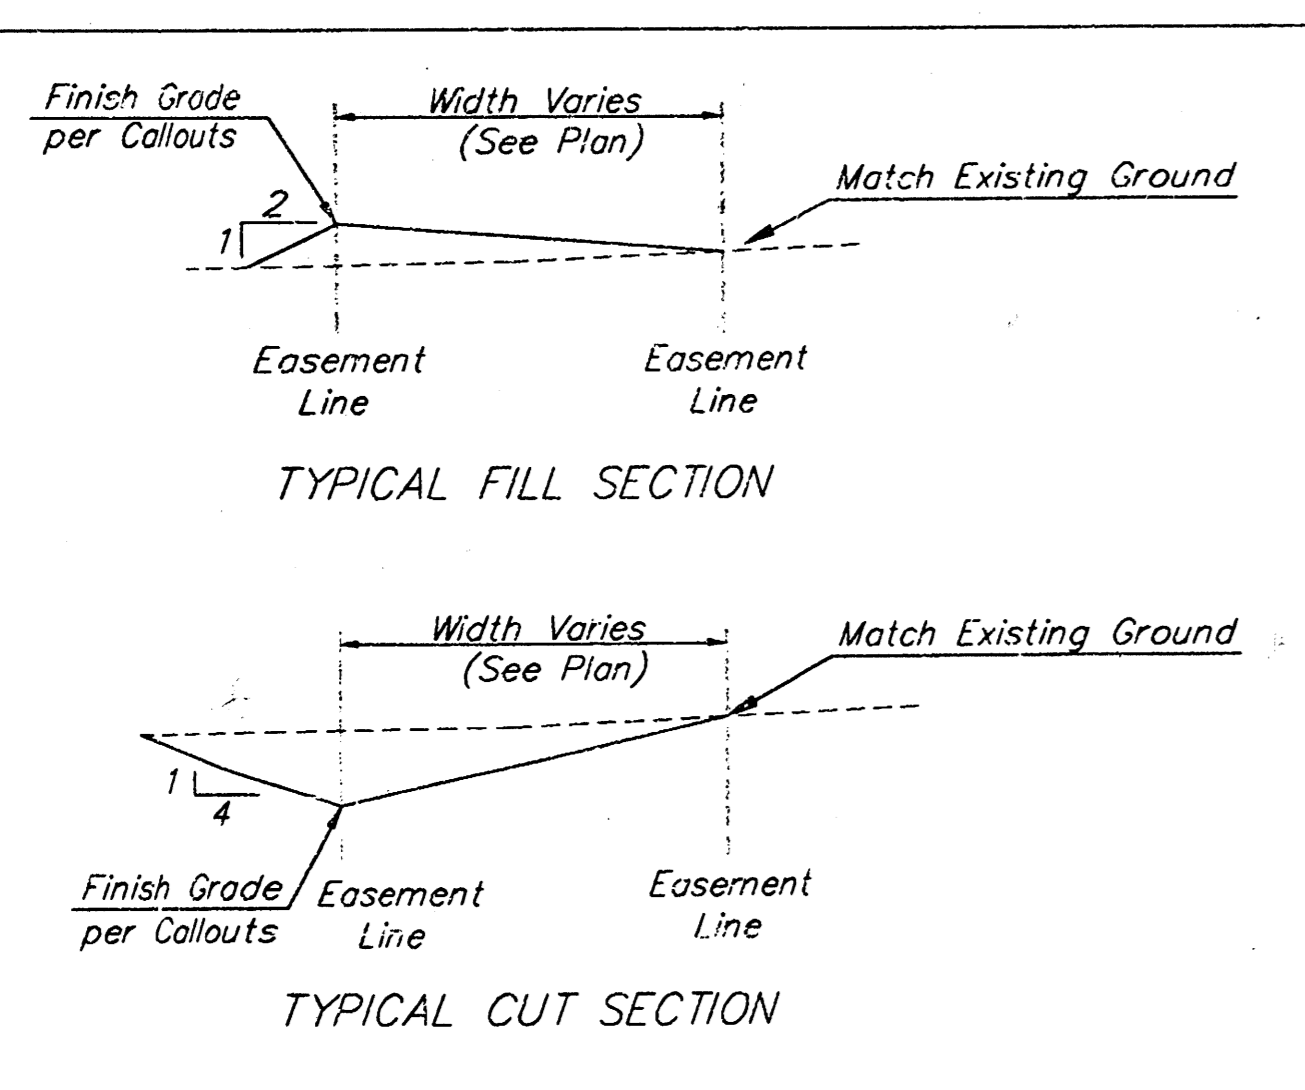 Finish Grade
per Callouts
Width Varies
(See Plan)
Match Existing Ground
2
1
Easement
Line
Easement
Line
TYPICAL FILL SECTION
Width Varies
(See Plan)
Match Existing Ground
1
4
Finish Grade
per Callouts
Easement
Line
Easement
Line
TYPICAL CUT SECTION